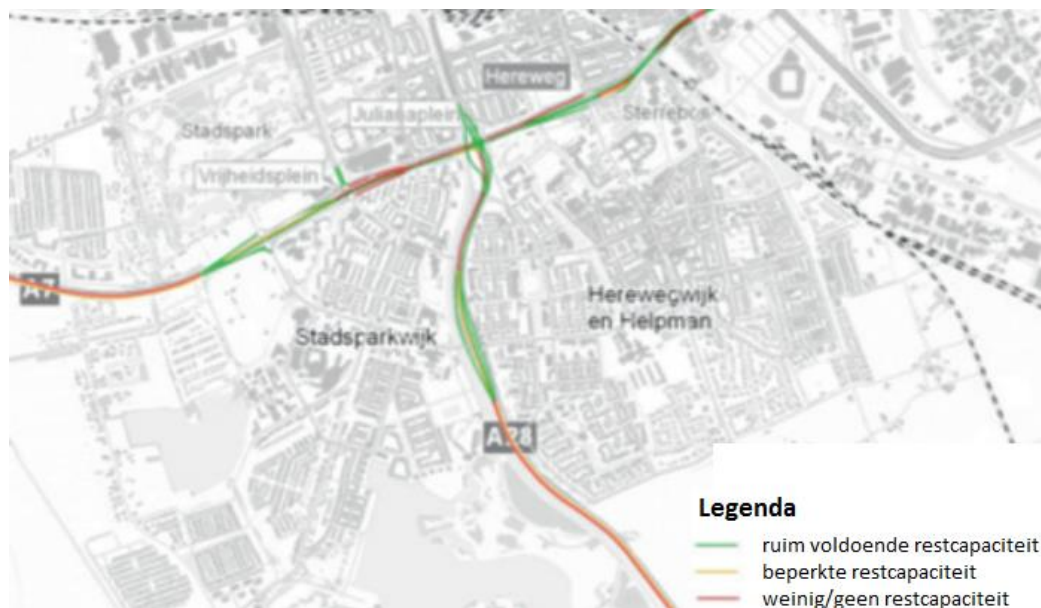 Hereweg
Julianaplein
Stadspark
Sterrebos
Vrijheidsplein
A7
Herewegwijk
en Helpman
Stadsparkwijk
A28
Legenda
ruim voldoende restcapaciteit
beperkte restcapaciteit
weinig/geen restcapaciteit